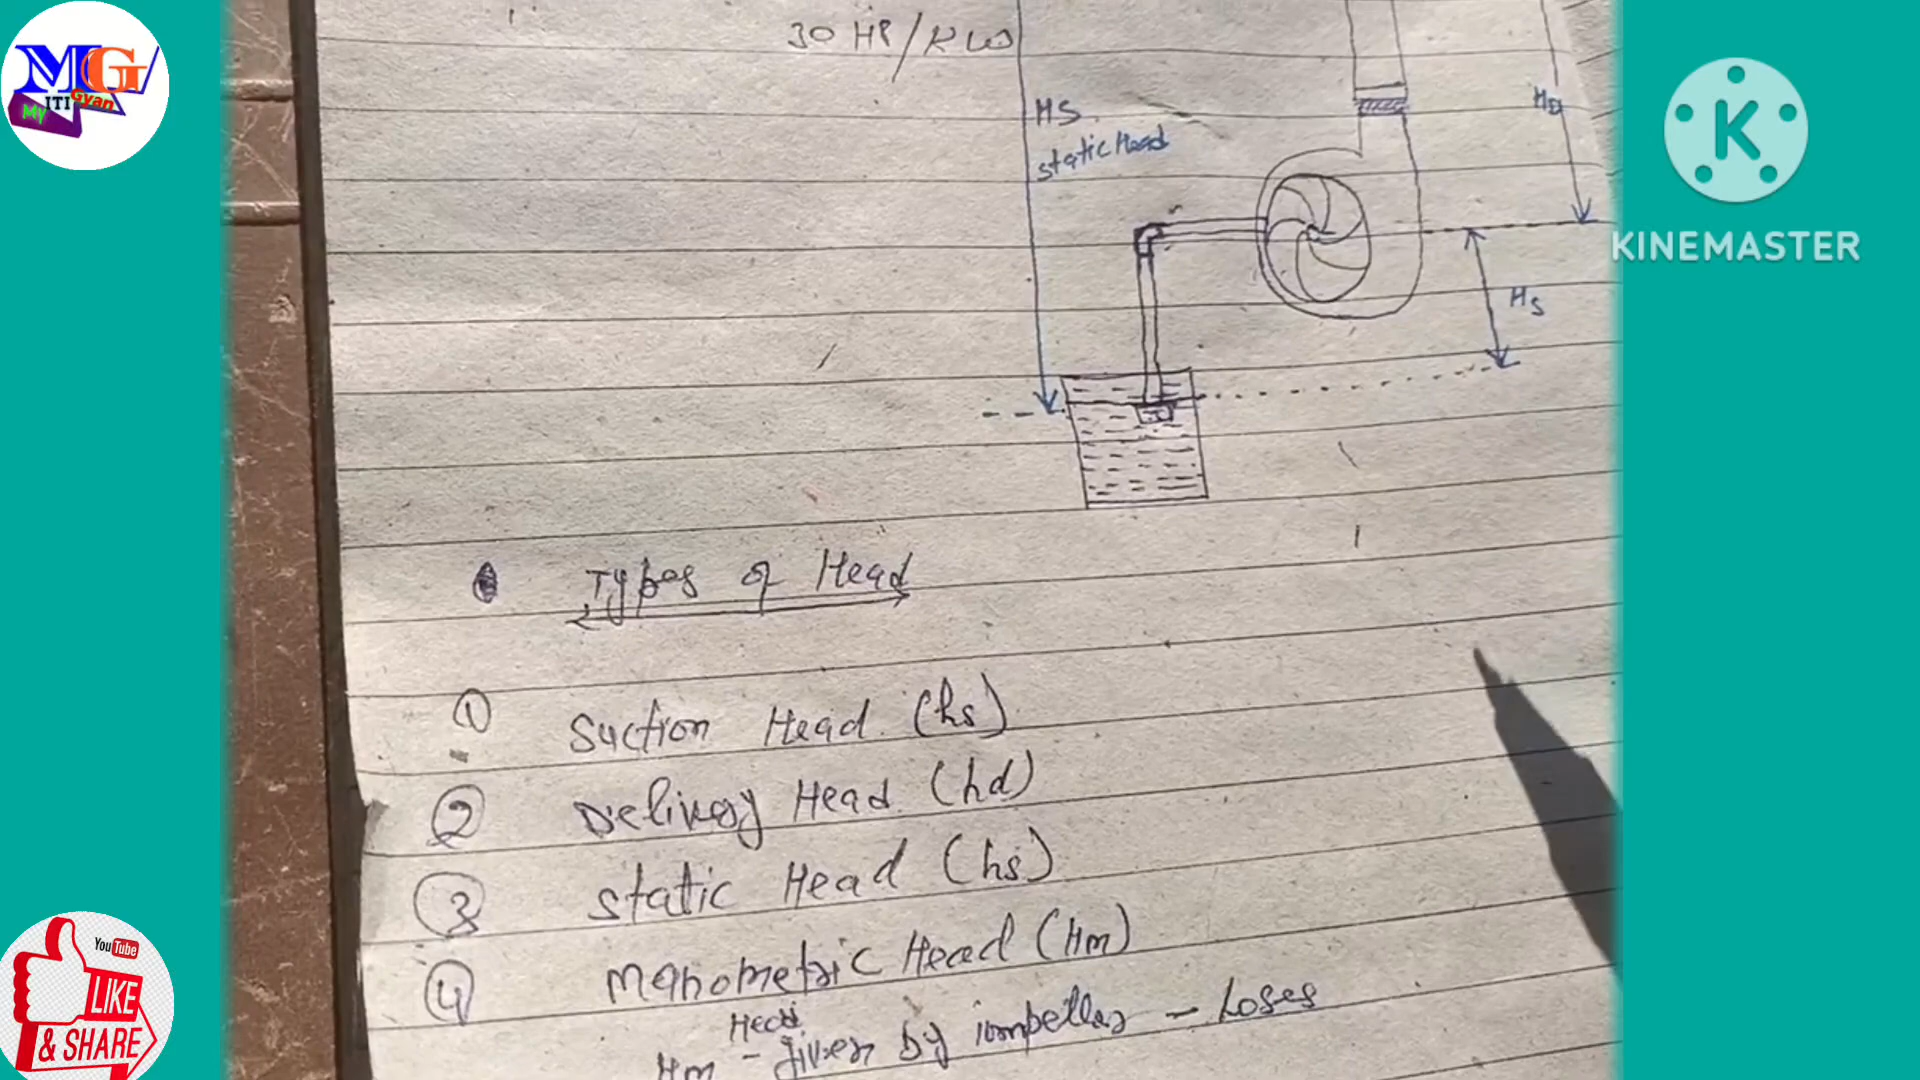 MG
My ITI Gyan
30 HP/KW
HS
static Head
HD
K
KINEMASTER
HS
Types of Head
1 Suction Head (hs)
2 Delivery Head (hd)
3 static Head (hs)
4 Manometric Head (Hm)
Head
Hm - given by impeller - Loses
YouTube
LIKE
& SHARE